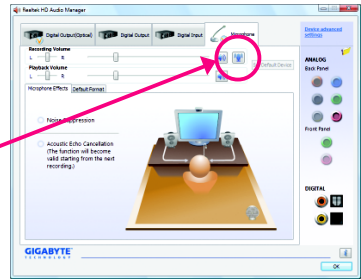 Realtek HD Audio Manager
Digital Output(Optical)
Digital Output
Digital Input
Microphone
Device advanced
settings
Recording Volume
L R
Playback Volume
L R
Default Device
ANALOG
Back Panel
Microphone Effects
Default Format
Noise Suppression
Acoustic Echo Cancellation
(The function will become
valid starting from the next
recording.)
Front Panel
DIGITAL
GIGABYTE
TECHNOLOGY
OK